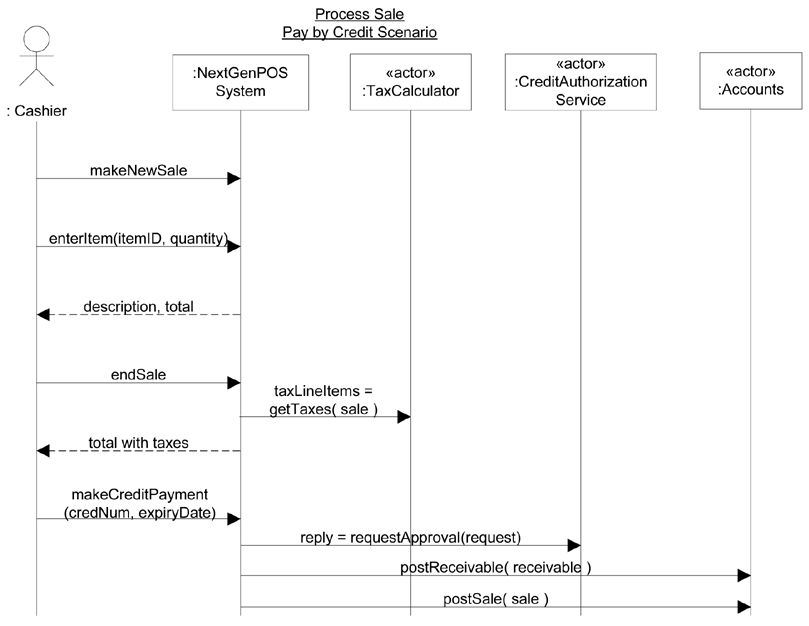 Process Sale
Pay by Credit Scenario
: Cashier
:NextGenPOS
System
«actor»
:TaxCalculator
«actor»
:CreditAuthorization
Service
«actor»
:Accounts
makeNewSale
enterItem(itemID, quantity)
description, total
endSale
taxLineItems =
getTaxes( sale )
total with taxes
makeCreditPayment
(credNum, expiryDate)
reply = requestApproval(request)
postReceivable( receivable )
postSale( sale )